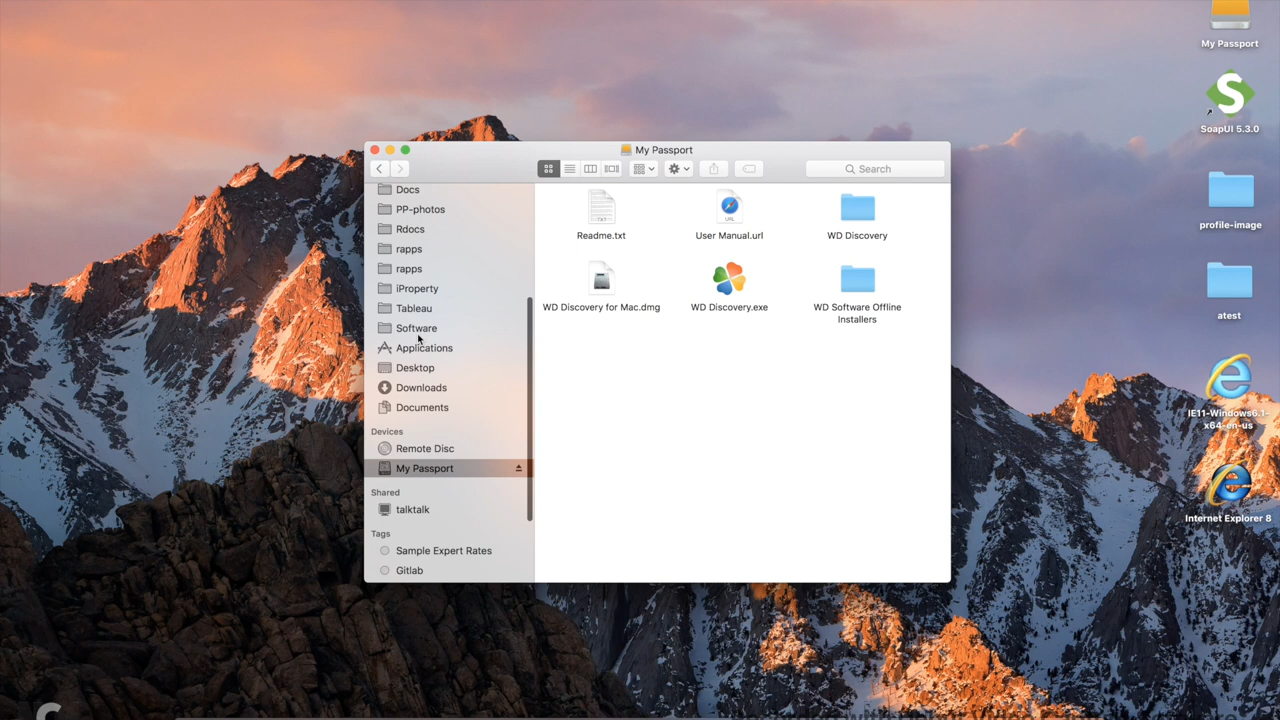 My Passport
SoapUI 5.3.0
profile-image
atest
IE11-Windows6.1-
x64-en-us
Internet Explorer 8
My Passport
Search
Docs
PP-photos
Rdocs
rapps
rapps
iProperty
Tableau
Software
Applications
Desktop
Downloads
Documents
Devices
Remote Disc
My Passport
Shared
talktalk
Tags
Sample Expert Rates
Gitlab
TXT
Readme.txt
URL
User Manual.url
WD Discovery
WD Discovery for Mac.dmg
WD Discovery.exe
WD Software Offline
Installers